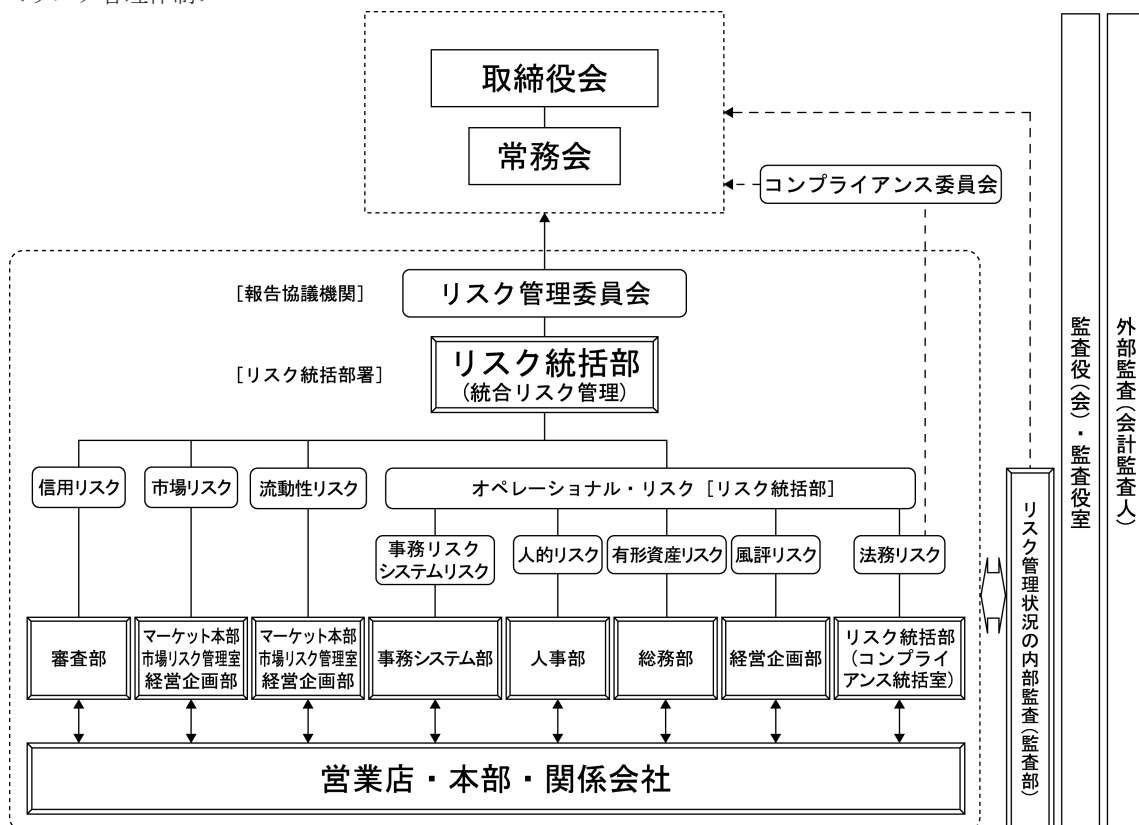 取締役会
常務会
コンプライアンス委員会
[報告協議機関]
リスク管理委員会
[リスク統括部署]
リスク統括部
(統合リスク管理)
信用リスク
市場リスク
流動性リスク
オペレーショナル・リスク [リスク統括部]
事務リスク
システムリスク
人的リスク
有形資産リスク
風評リスク
法務リスク
審査部
マーケット本部
市場リスク管理室
経営企画部
マーケット本部
市場リスク管理室
経営企画部
事務システム部
人事部
総務部
経営企画部
リスク統括部
(コンプライ
アンス統括室)
営業店・本部・関係会社
リスク管理状況の内部監査(監査部)
監査役(会)・監査役室
外部監査(会計監査人)